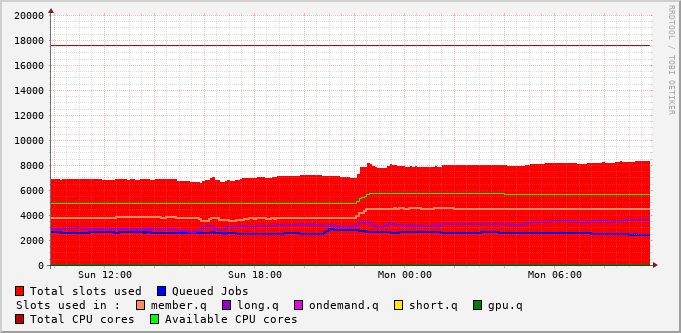 20000
18000
16000
14000
12000
10000
8000
6000
4000
2000
0
Sun 12:00 Sun 18:00 Mon 00:00 Mon 06:00
Total slots used Queued Jobs
Slots used in : member.q long.q ondemand.q short.q gpu.q
Total CPU cores Available CPU cores
RRDTOOL / TOBI OETIKER